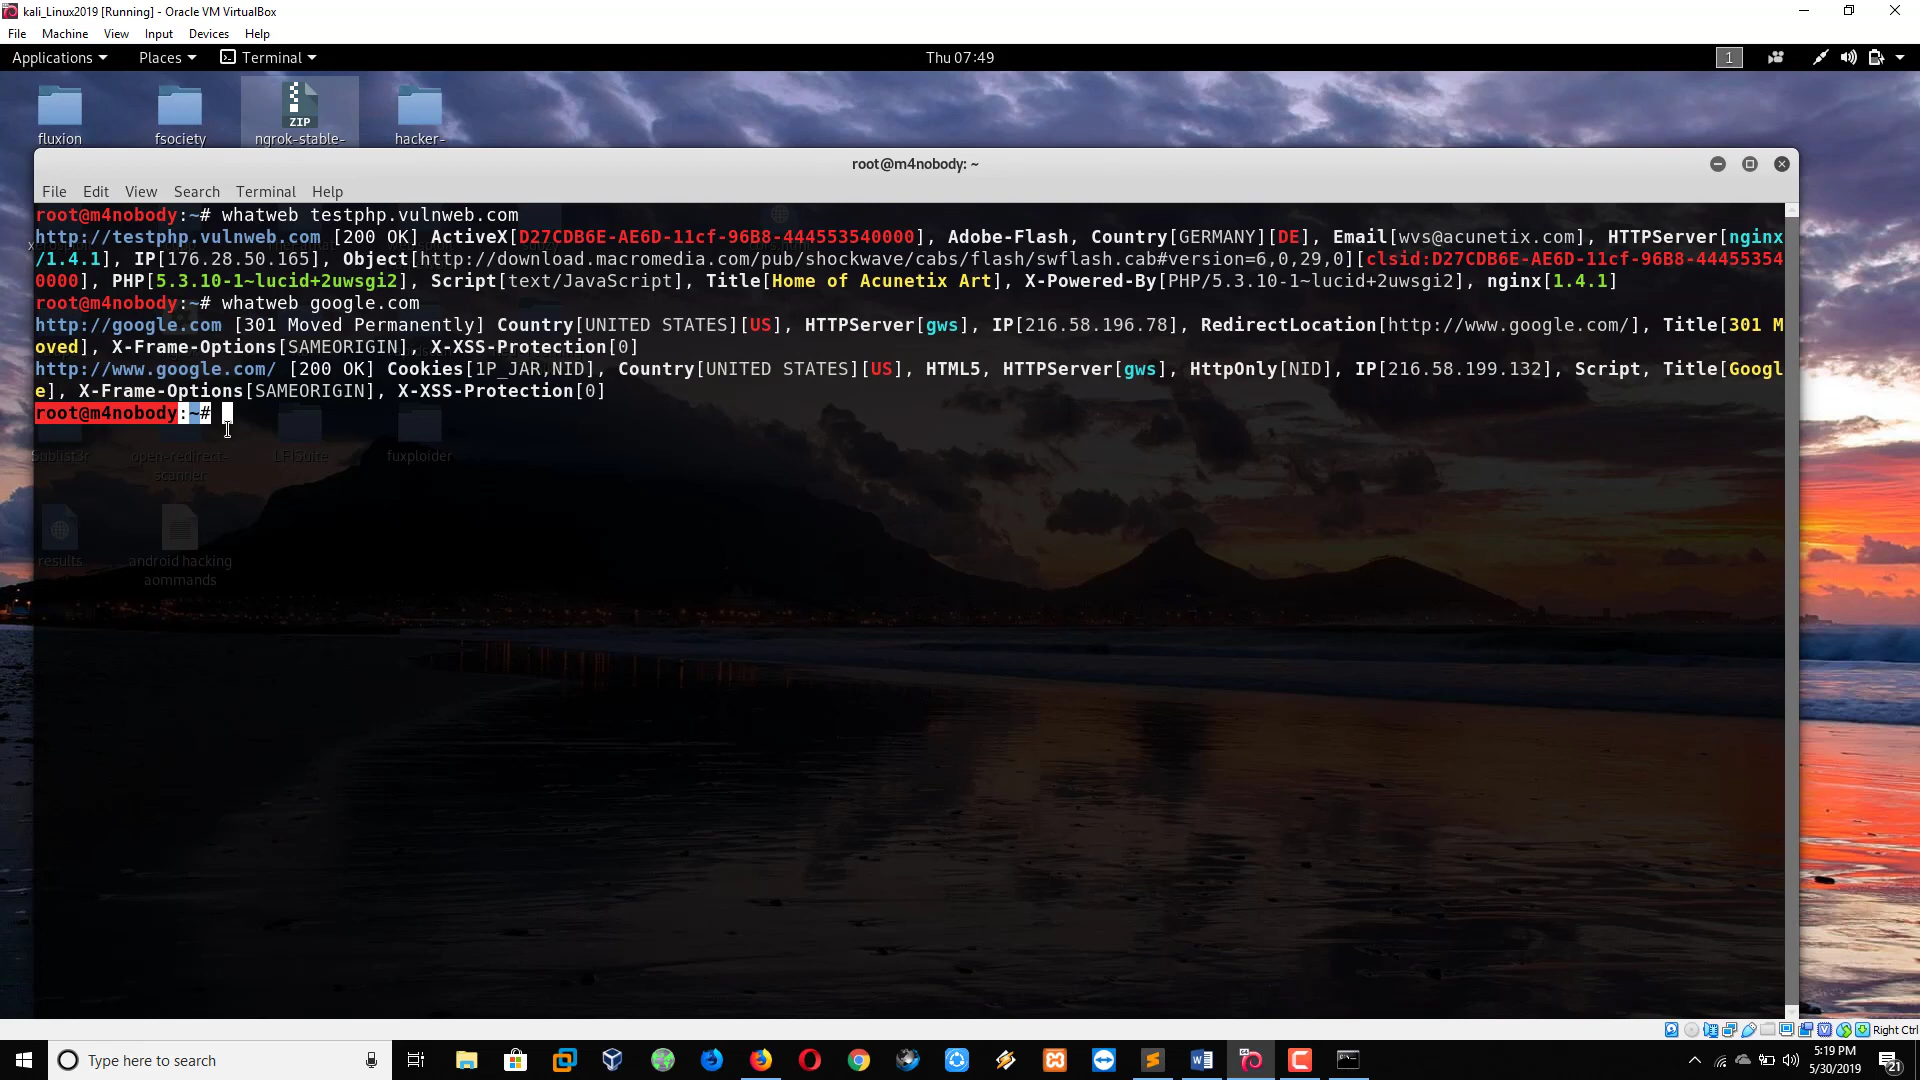 kali_Linux2019 [Running] - Oracle VM VirtualBox
File Machine View Input Devices Help
Applications Places Terminal Thu 07:49 1
fluxion fsociety ngrok-stable- hacker-
ZIP
root@m4nobody: ~
File Edit View Search Terminal Help
root@m4nobody:~# whatweb testphp.vulnweb.com
http://testphp.vulnweb.com [200 OK] ActiveX[D27CDB6E-AE6D-11cf-96B8-444553540000], Adobe-Flash, Country[GERMANY][DE], Email[wvs@acunetix.com], HTTPServer[nginx
/1.4.1], IP[176.28.50.165], Object[http://download.macromedia.com/pub/shockwave/cabs/flash/swflash.cab#version=6,0,29,0][clsid:D27CDB6E-AE6D-11cf-96B8-44455354
0000], PHP[5.3.10-1~lucid+2uwsgi2], Script[text/JavaScript], Title[Home of Acunetix Art], X-Powered-By[PHP/5.3.10-1~lucid+2uwsgi2], nginx[1.4.1]
root@m4nobody:~# whatweb google.com
http://google.com [301 Moved Permanently] Country[UNITED STATES][US], HTTPServer[gws], IP[216.58.196.78], RedirectLocation[http://www.google.com/], Title[301 M
oved], X-Frame-Options[SAMEORIGIN], X-XSS-Protection[0]
http://www.google.com/ [200 OK] Cookies[1P_JAR,NID], Country[UNITED STATES][US], HTML5, HTTPServer[gws], HttpOnly[NID], IP[216.58.199.132], Script, Title[Googl
e], X-Frame-Options[SAMEORIGIN], X-XSS-Protection[0]
root@m4nobody:~#
Sublist3r open-redirect- LFISuite fuxploider
scanner
results android hacking
aommands
Right Ctrl
Type here to search
5:19 PM
5/30/2019
21